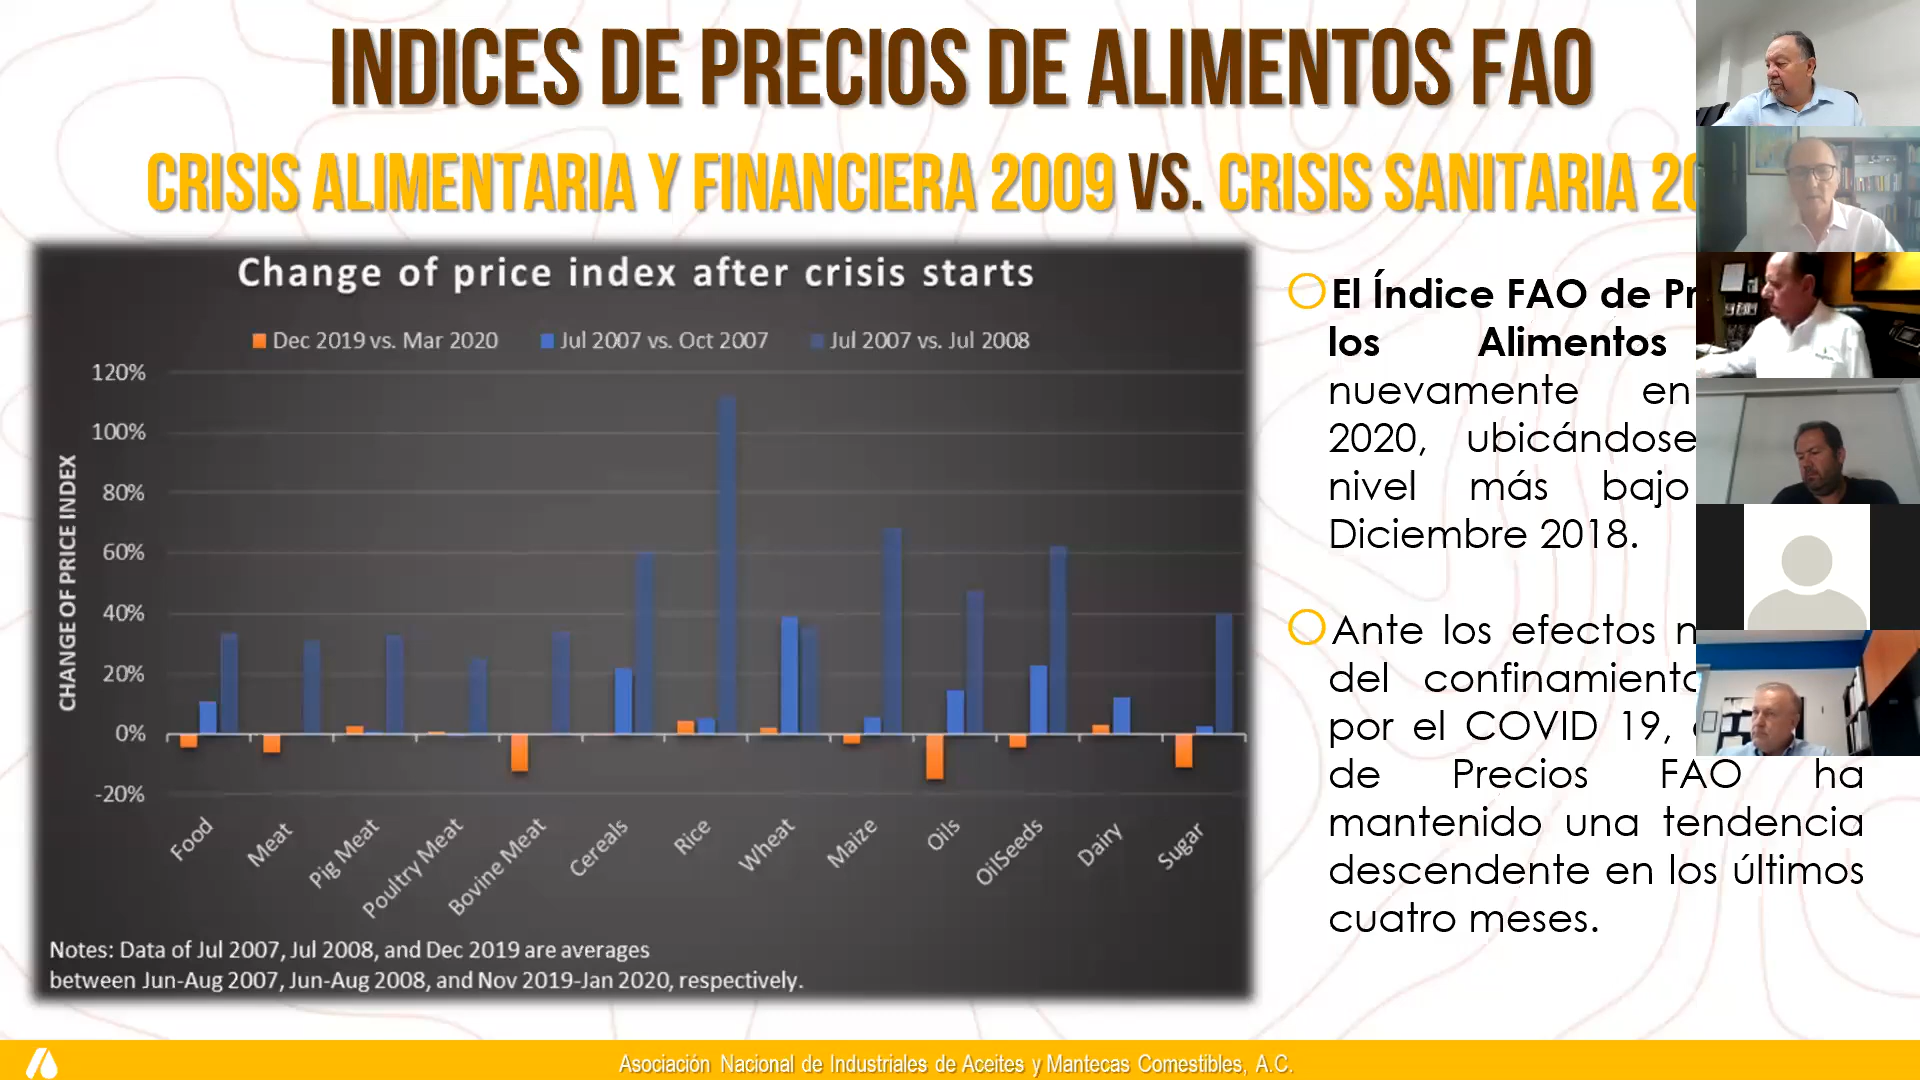 INDICES DE PRECIOS DE ALIMENTOS FAO
CRISIS ALIMENTARIA Y FINANCIERA 2009 VS. CRISIS SANITARIA
Change of price index after crisis starts
Dec 2019 vs. Mar 2020 Jul 2007 vs. Oct 2007 Jul 2007 vs. Jul 2008
CHANGE OF PRICE INDEX
120%
100%
80%
60%
40%
20%
0%
-20%
Food Meat Pig Meat Poultry Meat Bovine Meat Cereals Rice Wheat Maize Oils OilSeeds Dairy Sugar
Notes: Data of Jul 2007, Jul 2008, and Dec 2019 are averages
between Jun-Aug 2007, Jun-Aug 2008, and Nov 2019-Jan 2020, respectively.
El Índice FAO de
los Alimentos
nuevamente en
2020, ubicándose
nivel más bajo
Diciembre 2018.
Ante los efectos
del
por el COVID 19,
de Precios FAO ha
mantenido una tendencia
descendente en los últimos
cuatro meses.
Asociación Nacional de Industriales de Aceites y Mantecas Comestibles, A.C.